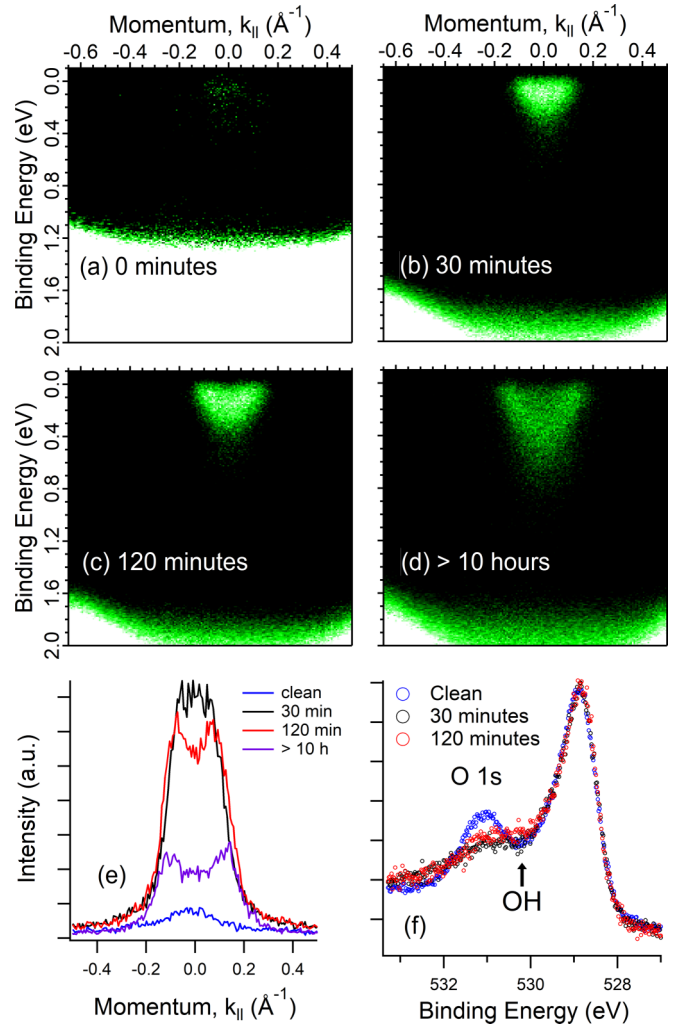 Momentum, k|| (Å⁻¹) Momentum, k|| (Å⁻¹)
-0.6 -0.4 -0.2 0.0 0.2 0.4 -0.6 -0.4 -0.2 0.0 0.2 0.4
Binding Energy (eV)
0.0
0.4
0.8
1.2
1.6
2.0
(a) 0 minutes
(b) 30 minutes
Binding Energy (eV)
0.0
0.4
0.8
1.2
1.6
2.0
(c) 120 minutes
(d) > 10 hours
Intensity (a.u.)
clean
30 min
120 min
> 10 h
(e)
-0.4 -0.2 0.0 0.2 0.4
Momentum, k|| (Å⁻¹)
Clean
30 minutes
120 minutes
O 1s
OH
(f)
532 530 528
Binding Energy (eV)